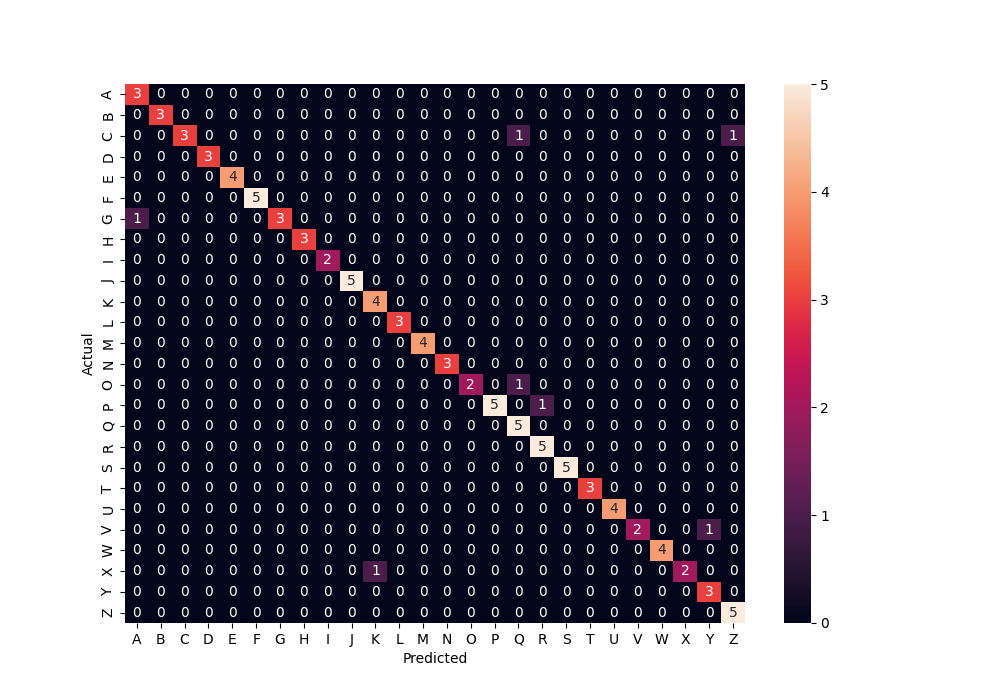 A 3 0 0 0 0 0 0 0 0 0 0 0 0 0 0 0 0 0 0 0 0 0 0 0 0 0 5
B 0 3 0 0 0 0 0 0 0 0 0 0 0 0 0 0 0 0 0 0 0 0 0 0 0 0
C 0 0 3 0 0 0 0 0 0 0 0 0 0 0 0 0 1 0 0 0 0 0 0 0 0 1
D 0 0 0 3 0 0 0 0 0 0 0 0 0 0 0 0 0 0 0 0 0 0 0 0 0 0
E 0 0 0 0 4 0 0 0 0 0 0 0 0 0 0 0 0 0 0 0 0 0 0 0 0 0 4
F 0 0 0 0 0 5 0 0 0 0 0 0 0 0 0 0 0 0 0 0 0 0 0 0 0 0
G 1 0 0 0 0 0 3 0 0 0 0 0 0 0 0 0 0 0 0 0 0 0 0 0 0 0
H 0 0 0 0 0 0 0 3 0 0 0 0 0 0 0 0 0 0 0 0 0 0 0 0 0 0
I 0 0 0 0 0 0 0 0 2 0 0 0 0 0 0 0 0 0 0 0 0 0 0 0 0 0
J 0 0 0 0 0 0 0 0 0 5 0 0 0 0 0 0 0 0 0 0 0 0 0 0 0 0
K 0 0 0 0 0 0 0 0 0 0 4 0 0 0 0 0 0 0 0 0 0 0 0 0 0 0 3
L 0 0 0 0 0 0 0 0 0 0 0 3 0 0 0 0 0 0 0 0 0 0 0 0 0 0
M 0 0 0 0 0 0 0 0 0 0 0 0 4 0 0 0 0 0 0 0 0 0 0 0 0 0
Actual
N 0 0 0 0 0 0 0 0 0 0 0 0 0 3 0 0 0 0 0 0 0 0 0 0 0 0
O 0 0 0 0 0 0 0 0 0 0 0 0 0 0 2 0 1 0 0 0 0 0 0 0 0 0
P 0 0 0 0 0 0 0 0 0 0 0 0 0 0 0 5 0 1 0 0 0 0 0 0 0 0 2
Q 0 0 0 0 0 0 0 0 0 0 0 0 0 0 0 0 5 0 0 0 0 0 0 0 0 0
R 0 0 0 0 0 0 0 0 0 0 0 0 0 0 0 0 0 5 0 0 0 0 0 0 0 0
S 0 0 0 0 0 0 0 0 0 0 0 0 0 0 0 0 0 0 5 0 0 0 0 0 0 0
T 0 0 0 0 0 0 0 0 0 0 0 0 0 0 0 0 0 0 0 3 0 0 0 0 0 0
U 0 0 0 0 0 0 0 0 0 0 0 0 0 0 0 0 0 0 0 0 4 0 0 0 0 0 1
V 0 0 0 0 0 0 0 0 0 0 0 0 0 0 0 0 0 0 0 0 0 2 0 0 1 0
W 0 0 0 0 0 0 0 0 0 0 0 0 0 0 0 0 0 0 0 0 0 0 4 0 0 0
X 0 0 0 0 0 0 0 0 0 0 1 0 0 0 0 0 0 0 0 0 0 0 0 2 0 0
Y 0 0 0 0 0 0 0 0 0 0 0 0 0 0 0 0 0 0 0 0 0 0 0 0 3 0
Z 0 0 0 0 0 0 0 0 0 0 0 0 0 0 0 0 0 0 0 0 0 0 0 0 0 5 0
A B C D E F G H I J K L M N O P Q R S T U V W X Y Z
Predicted